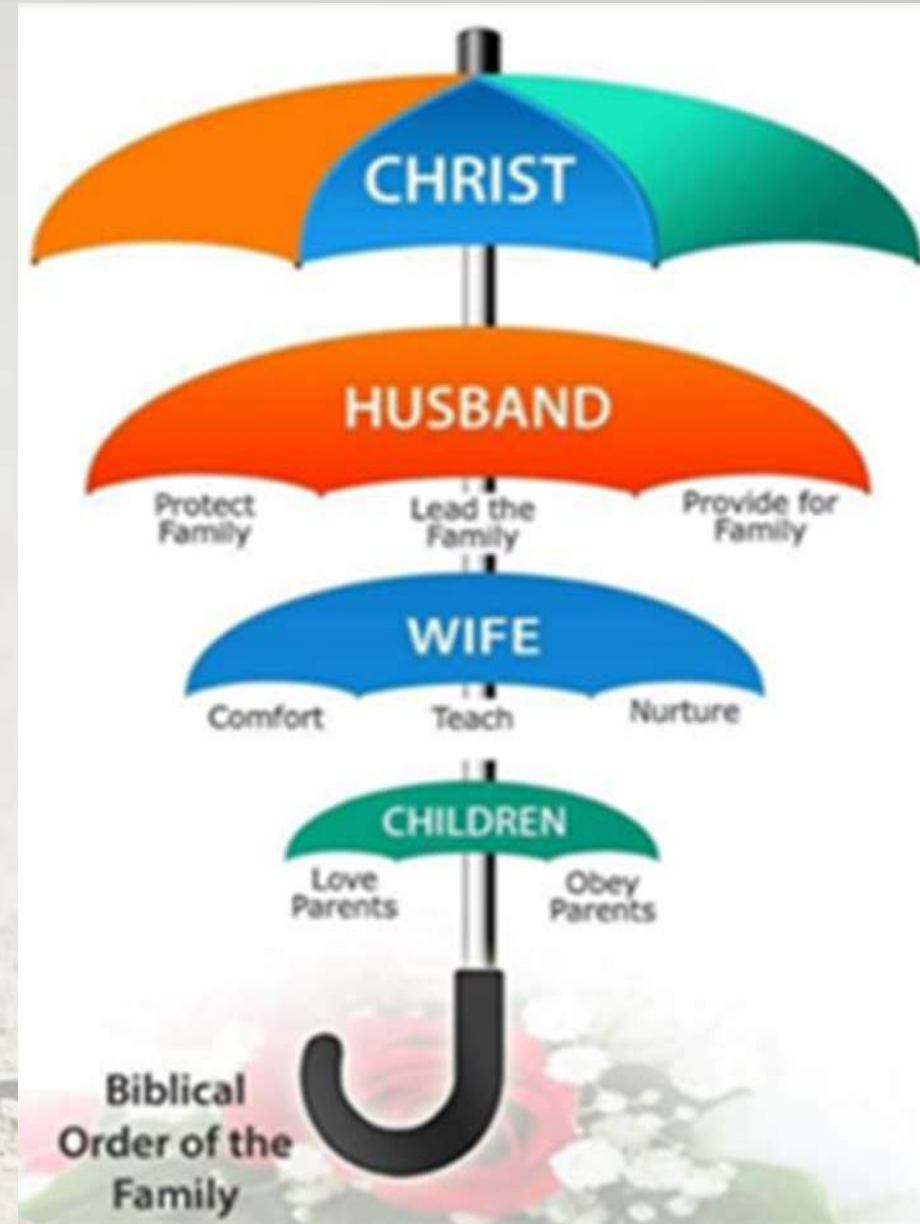 CHRIST
HUSBAND
Protect
Family
Lead the
Family
Provide for
Family
WIFE
Comfort
Teach
Nurture
CHILDREN
Love
Parents
Obey
Parents
Biblical
Order of the
Family